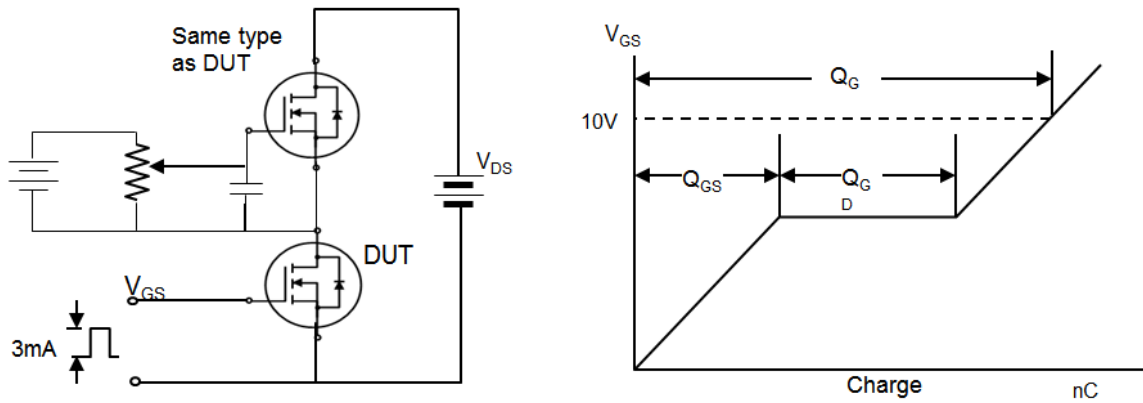 Same type
as DUT
V_DS
DUT
V_GS
3mA
V_GS
Q_G
10V
Q_GS
Q_G
D
Charge
nC